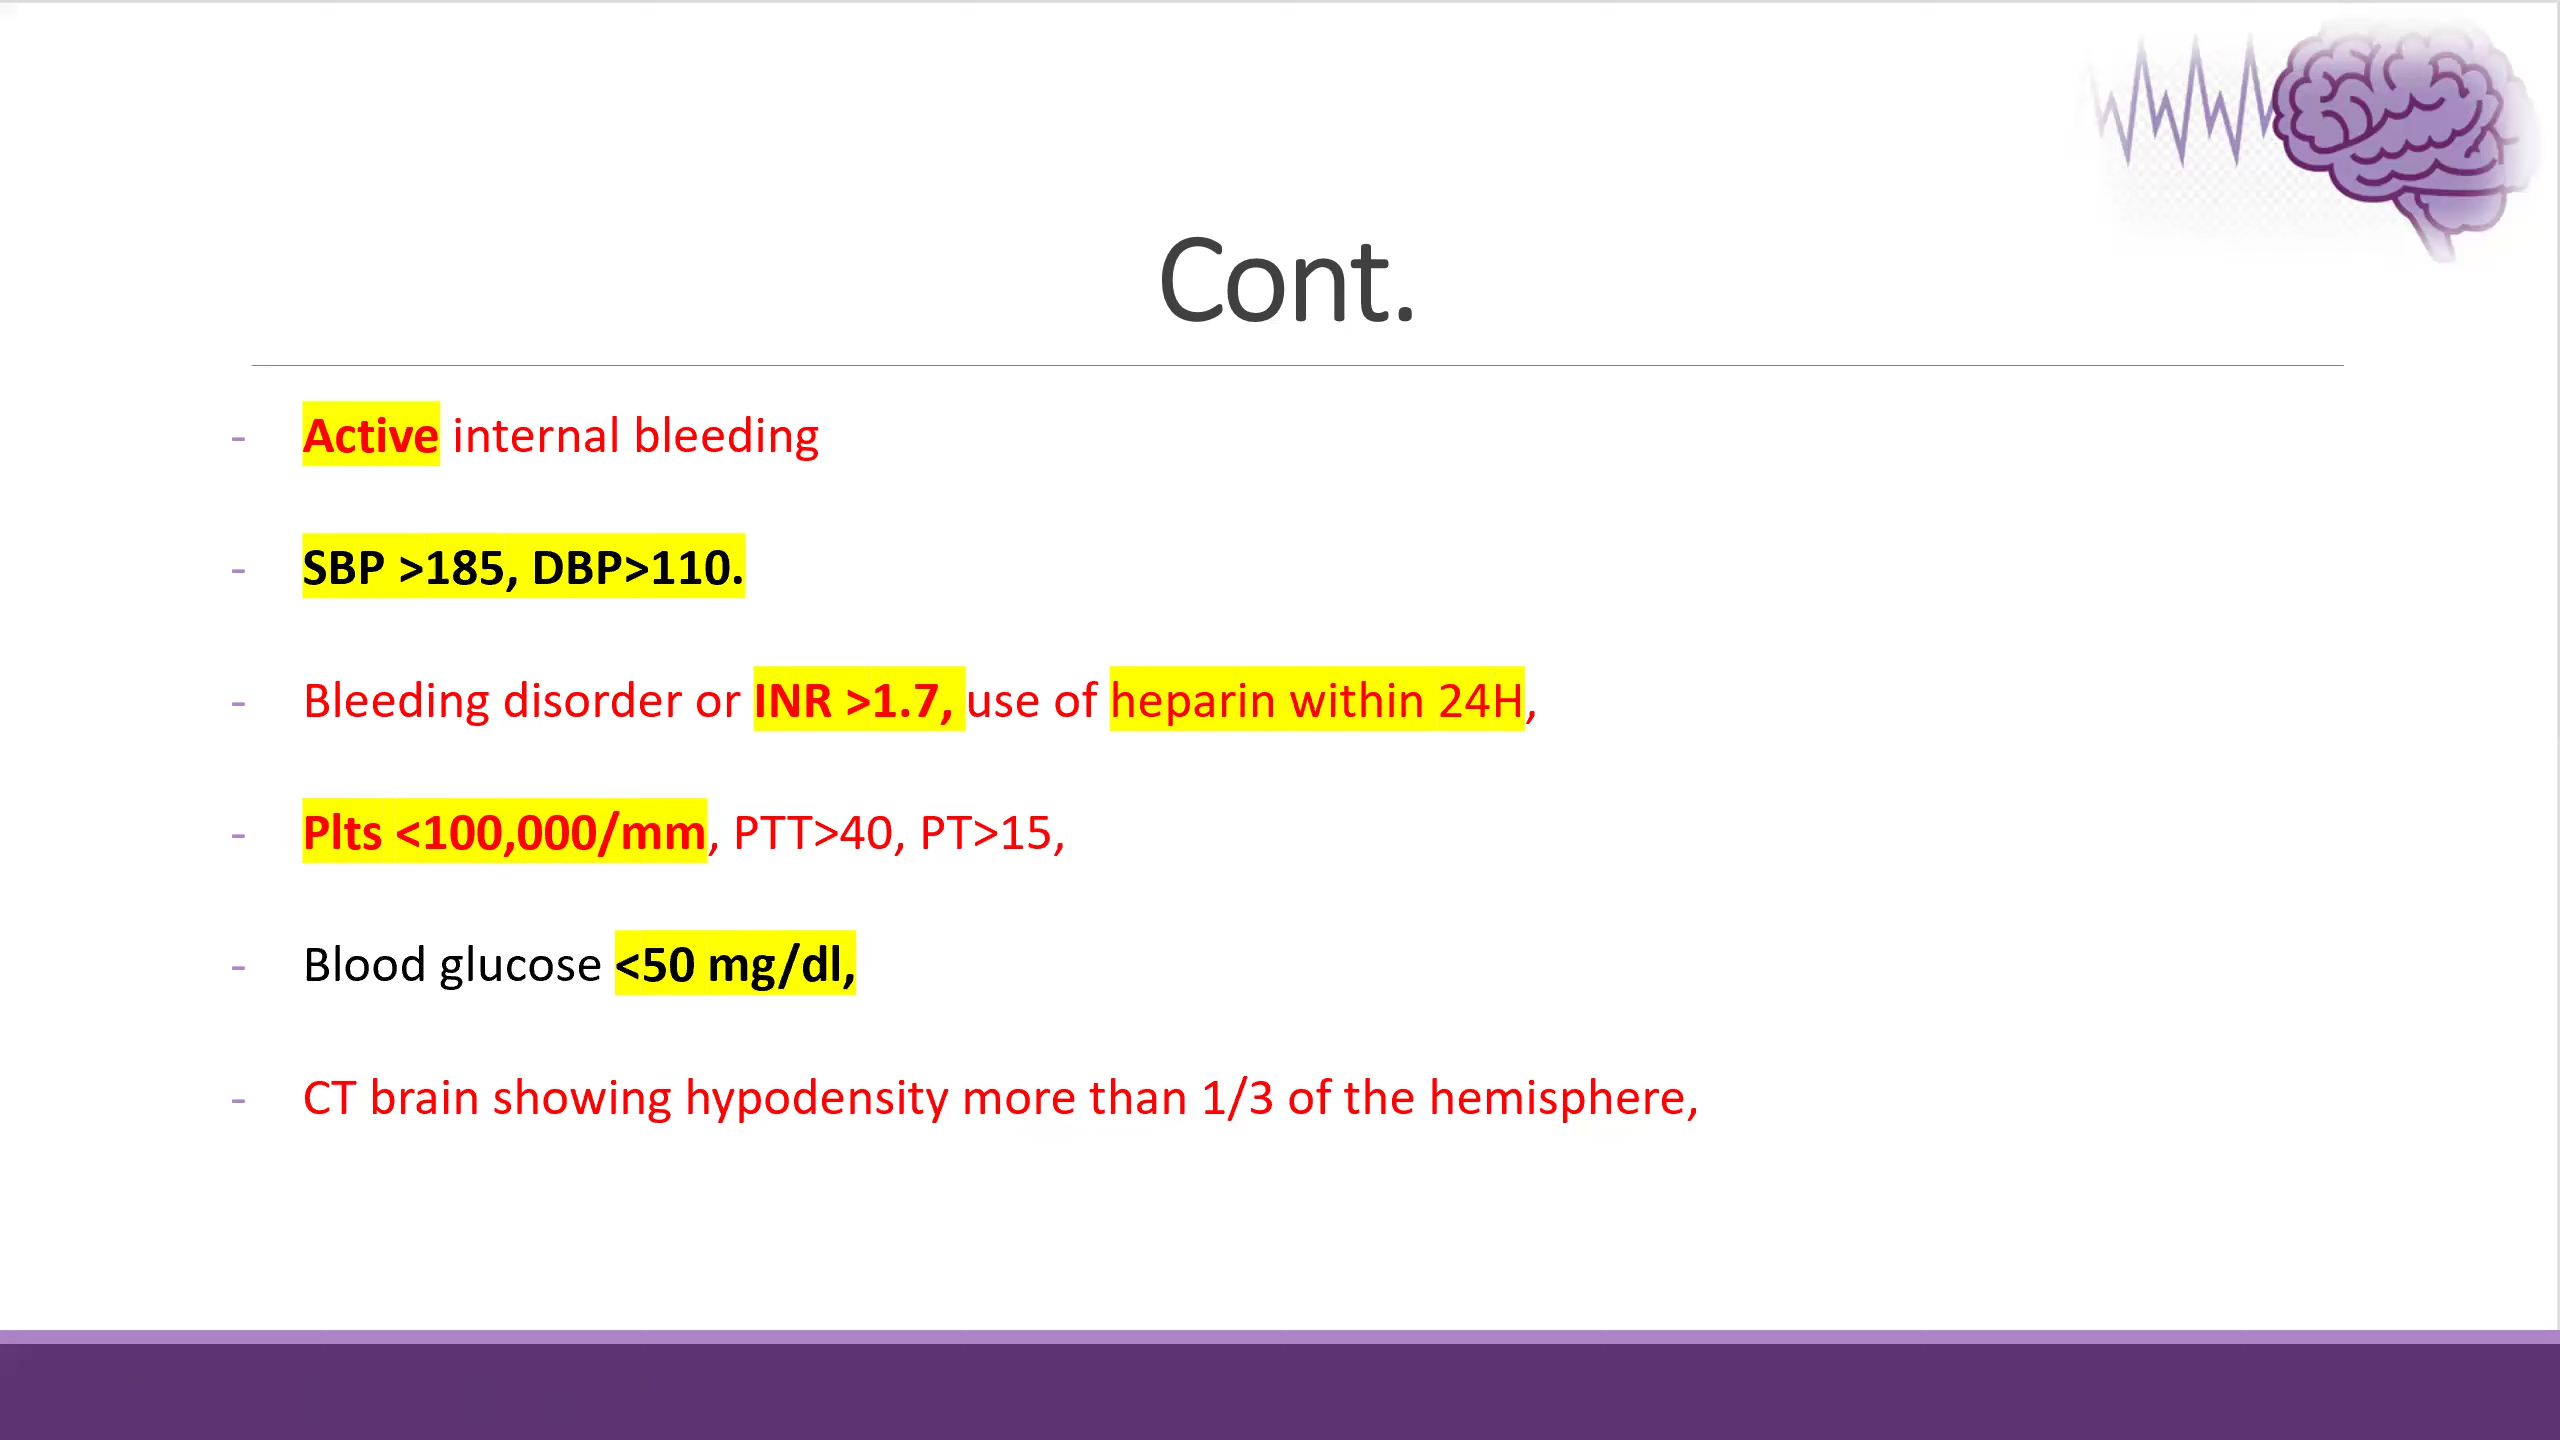 Cont.
- Active internal bleeding
- SBP >185, DBP>110.
- Bleeding disorder or INR >1.7, use of heparin within 24H,
- Plts <100,000/mm, PTT>40, PT>15,
- Blood glucose <50 mg/dl,
- CT brain showing hypodensity more than 1/3 of the hemisphere,